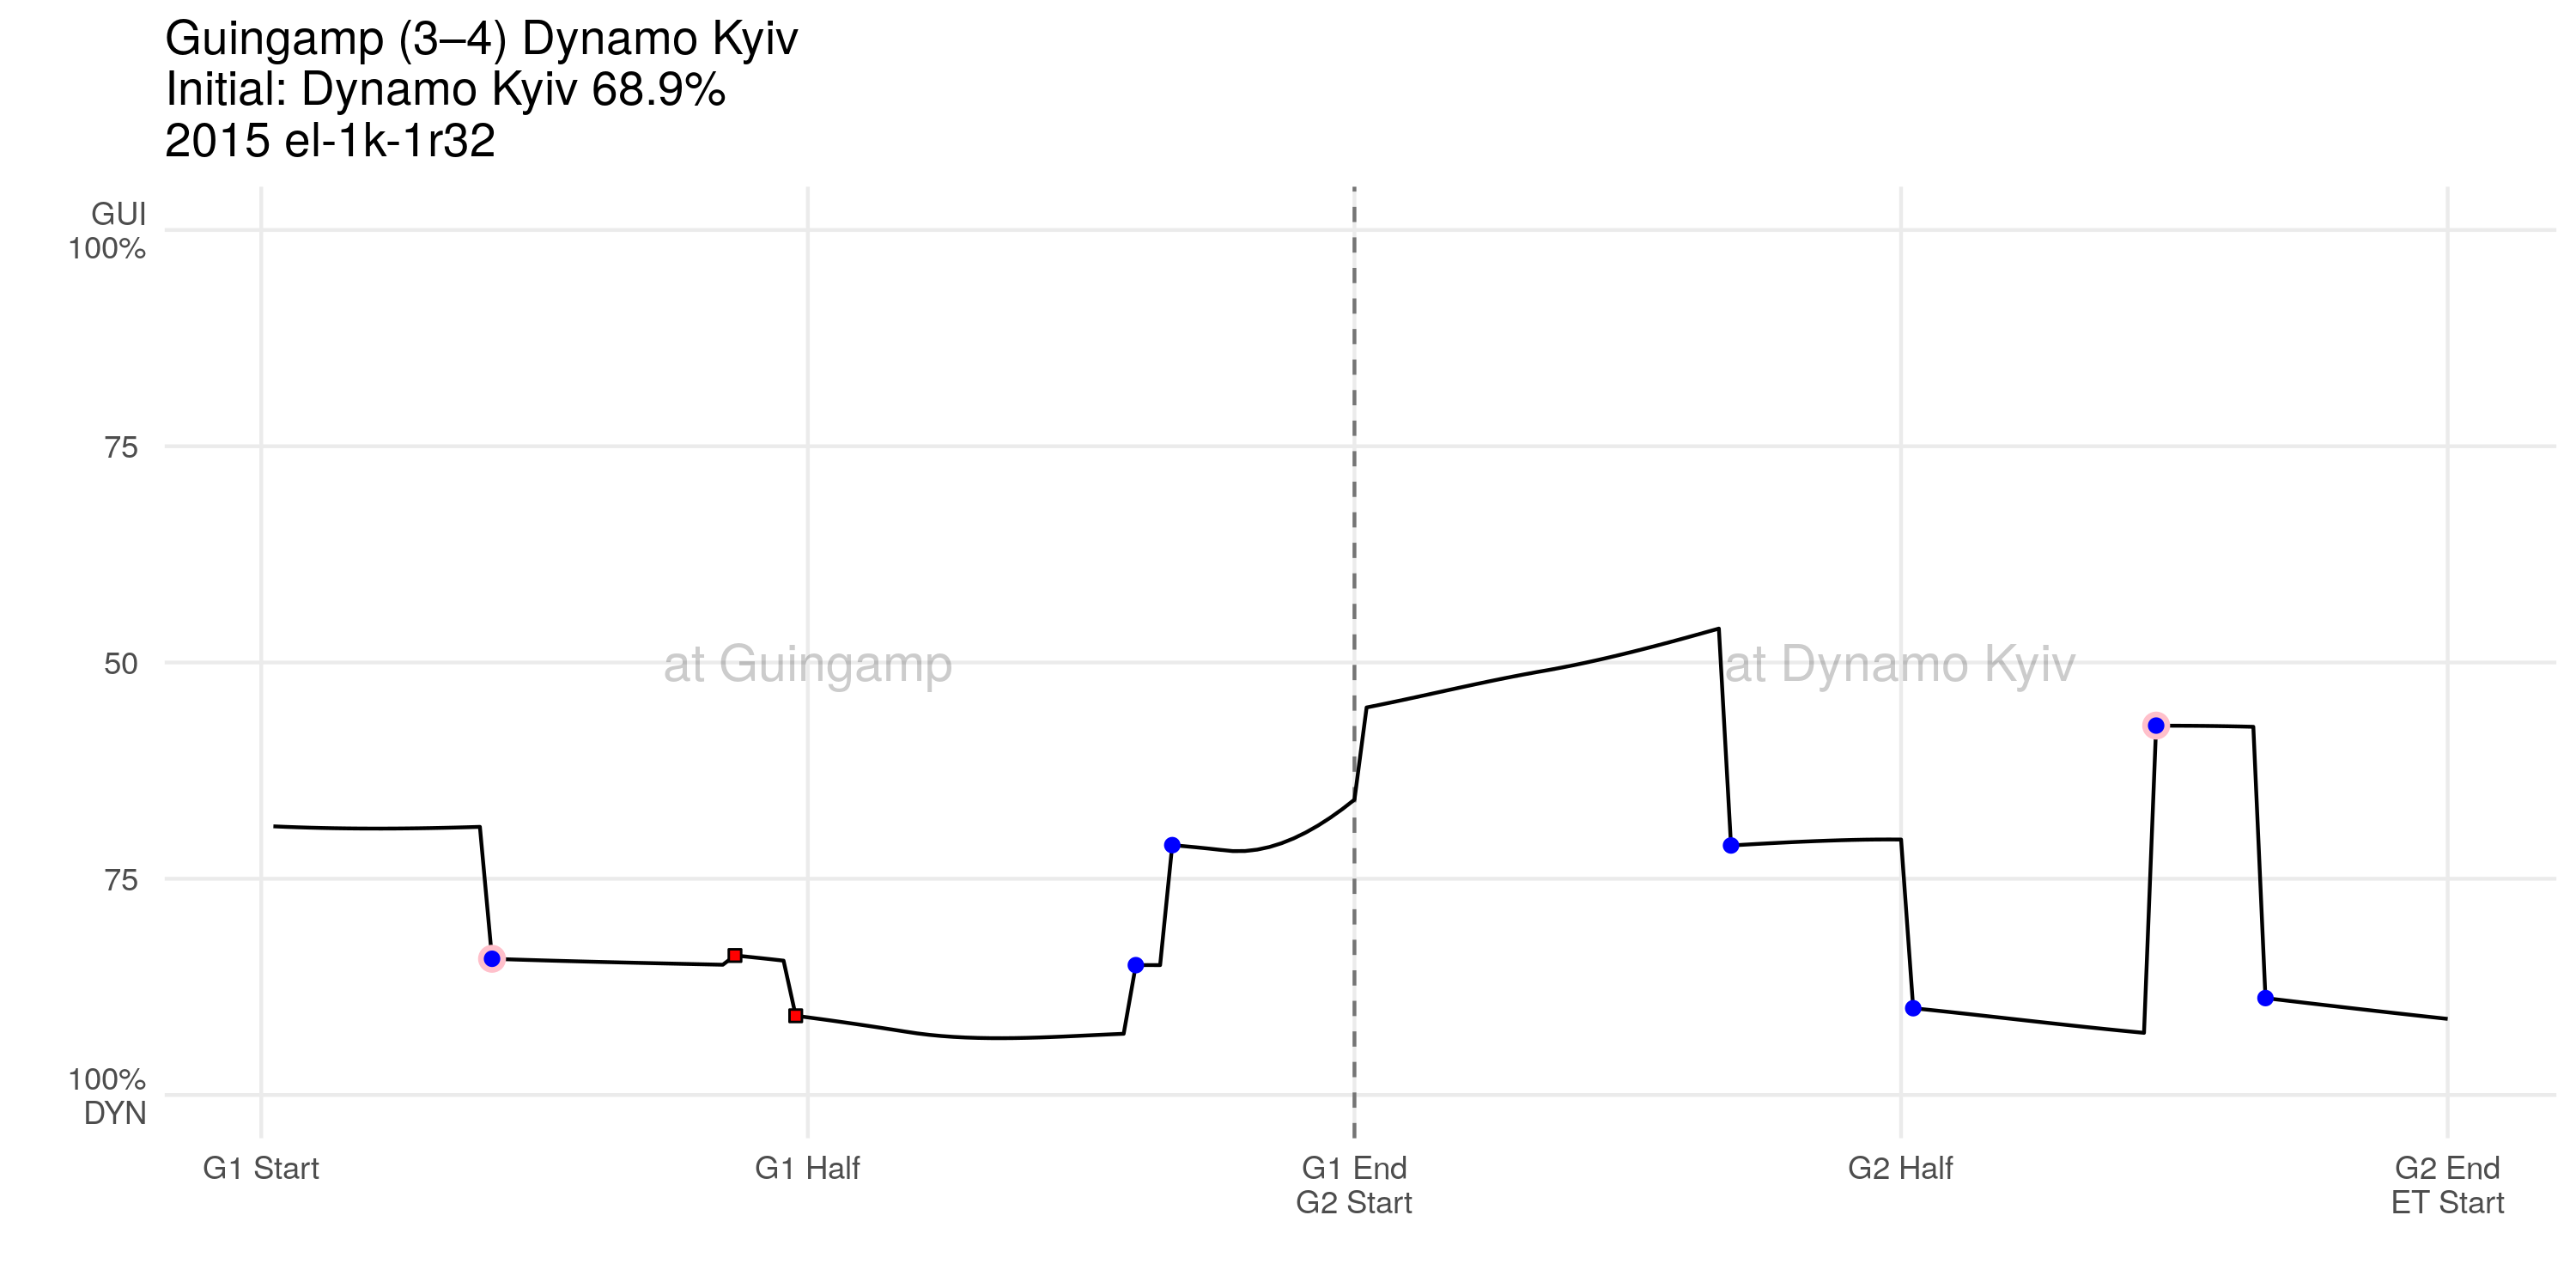 Guingamp (3–4) Dynamo Kyiv
Initial: Dynamo Kyiv 68.9%
2015 el-1k-1r32
GUI
100%
75
50
75
100%
DYN
at Guingamp
at Dynamo Kyiv
G1 Start
G1 Half
G1 End
G2 Start
G2 Half
G2 End
ET Start